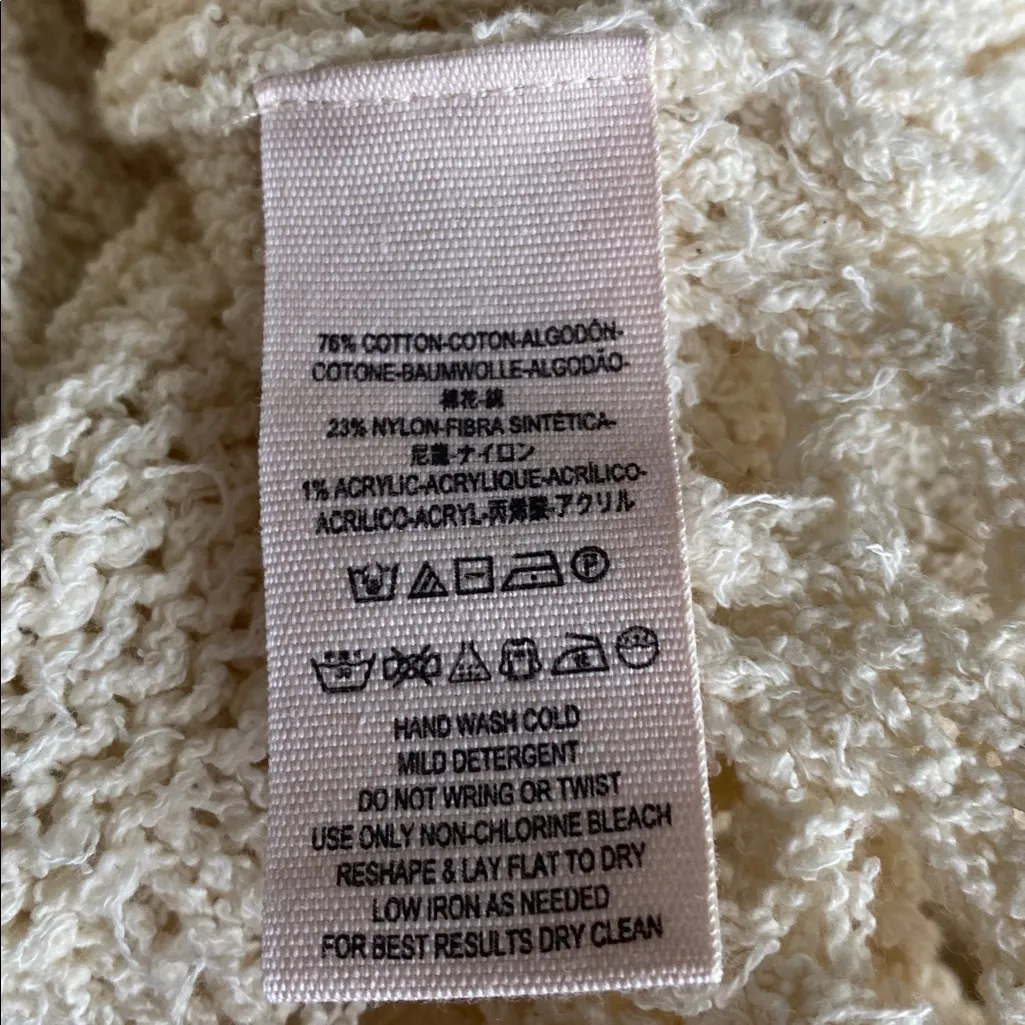 76% COTTON-COTON-ALGODÓN-
COTONE-BAUMWOLLE-ALGODÃO-
棉花-綿
23% NYLON-FIBRA SINTÉTICA-
尼龍-ナイロン
1% ACRYLIC-ACRYLIQUE-ACRÍLICO-
ACRILICO-ACRYL-丙烯酸-アクリル
P
HAND WASH COLD
MILD DETERGENT
DO NOT WRING OR TWIST
USE ONLY NON-CHLORINE BLEACH
RESHAPE & LAY FLAT TO DRY
LOW IRON AS NEEDED
FOR BEST RESULTS DRY CLEAN